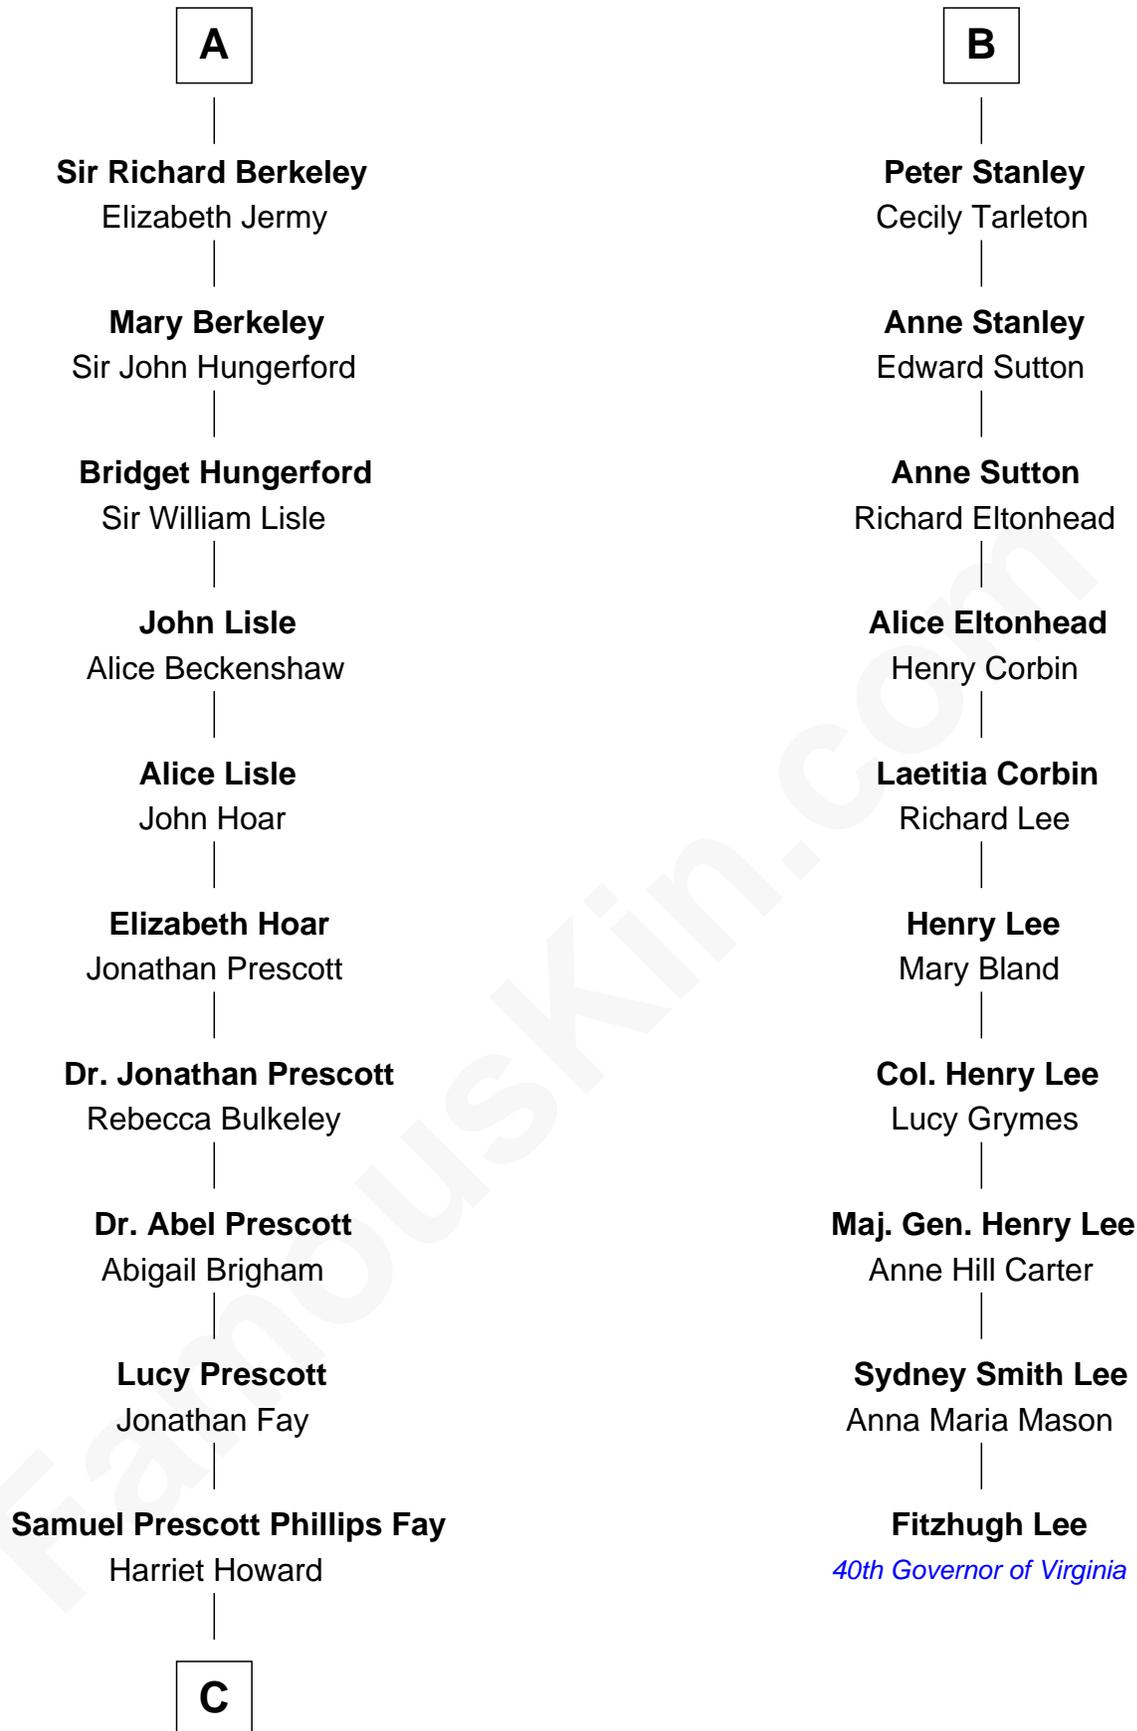 A
Sir Richard Berkeley
Elizabeth Jermy
Mary Berkeley
Sir John Hungerford
Bridget Hungerford
Sir William Lisle
John Lisle
Alice Beckenshaw
Alice Lisle
John Hoar
Elizabeth Hoar
Jonathan Prescott
Dr. Jonathan Prescott
Rebecca Bulkeley
Dr. Abel Prescott
Abigail Brigham
Lucy Prescott
Jonathan Fay
Samuel Prescott Phillips Fay
Harriet Howard
C
B
Peter Stanley
Cecily Tarleton
Anne Stanley
Edward Sutton
Anne Sutton
Richard Eltonhead
Alice Eltonhead
Henry Corbin
Laetitia Corbin
Richard Lee
Henry Lee
Mary Bland
Col. Henry Lee
Lucy Grymes
Maj. Gen. Henry Lee
Anne Hill Carter
Sydney Smith Lee
Anna Maria Mason
Fitzhugh Lee
40th Governor of Virginia
FamousKin.com